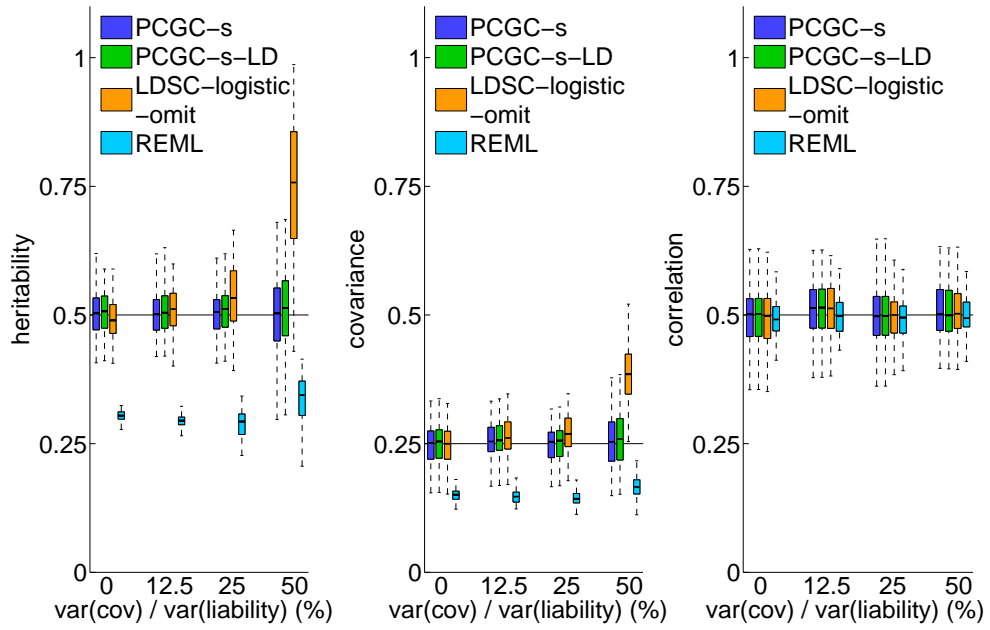 PCGC−s
PCGC−s−LD
LDSC−logistic
−omit
REML
1
0.75
0.5
0.25
0
heritability
0 12.5 25 50
var(cov) / var(liability) (%)
PCGC−s
PCGC−s−LD
LDSC−logistic
−omit
REML
1
0.75
0.5
0.25
0
covariance
0 12.5 25 50
var(cov) / var(liability) (%)
PCGC−s
PCGC−s−LD
LDSC−logistic
−omit
REML
1
0.75
0.5
0.25
0
correlation
0 12.5 25 50
var(cov) / var(liability) (%)